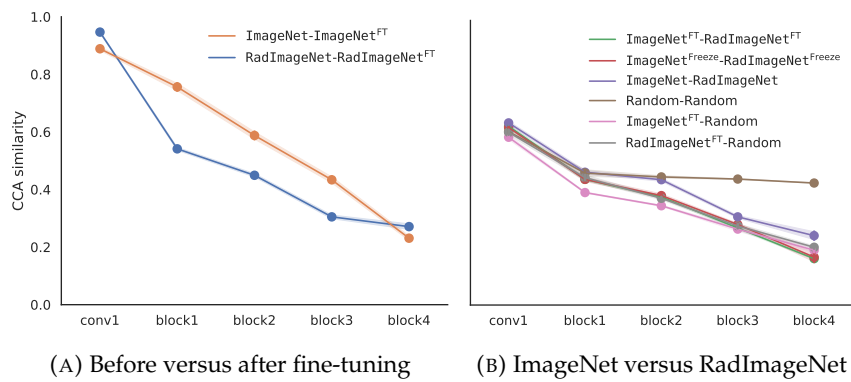 1.0
0.8
0.6
0.4
0.2
0.0
CCA similarity
ImageNet-ImageNet^FT
RadImageNet-RadImageNet^FT
conv1 block1 block2 block3 block4
(A) Before versus after fine-tuning
ImageNet^FT-RadImageNet^FT
ImageNet^Freeze-RadImageNet^Freeze
ImageNet-RadImageNet
Random-Random
ImageNet^FT-Random
RadImageNet^FT-Random
conv1 block1 block2 block3 block4
(B) ImageNet versus RadImageNet